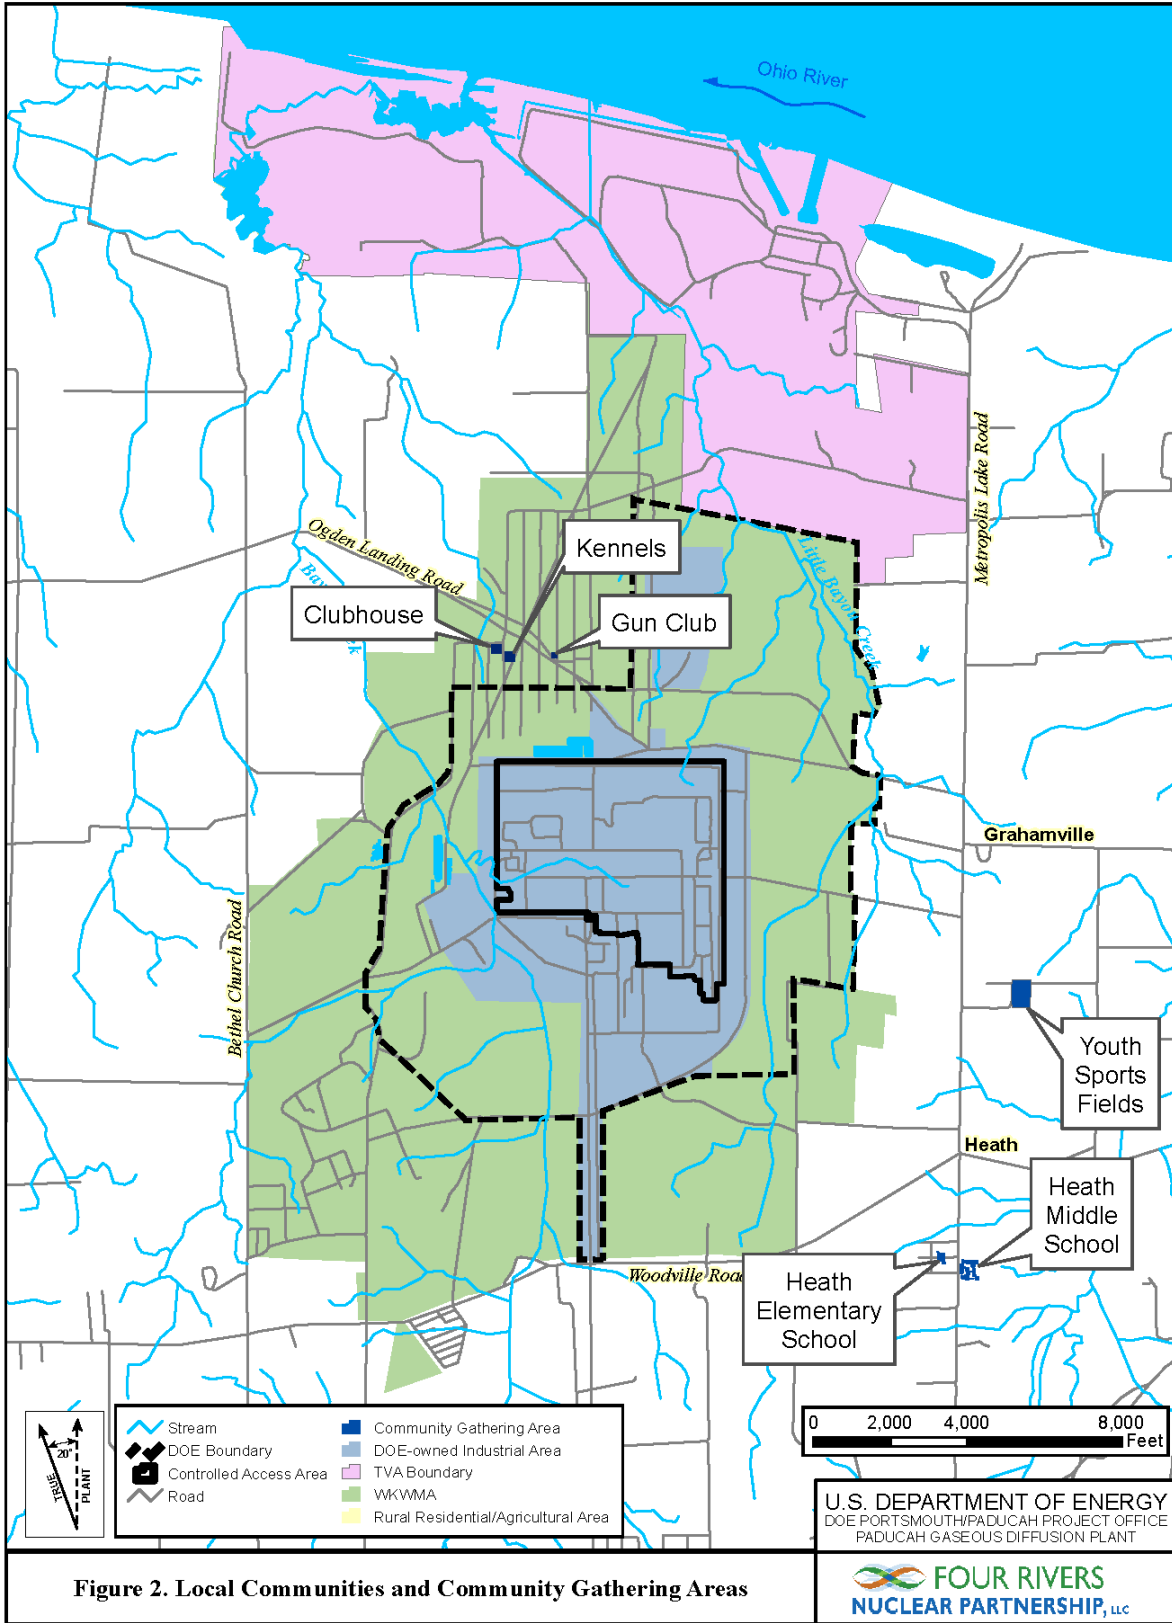 Ohio River
Metropolis Lake Road
Ogden Landing Road
Kennels
Little Bayou Creek
Clubhouse
Gun Club
Grahamville
Bethel Church Road
Youth
Sports
Fields
Heath
Heath
Middle
School
Woodville Road
Heath
Elementary
School
TRUE
20°
PLANT
Stream
DOE Boundary
Controlled Access Area
Road
Community Gathering Area
DOE-owned Industrial Area
TVA Boundary
WKWMA
Rural Residential/Agricultural Area
0 2,000 4,000 8,000
Feet
U.S. DEPARTMENT OF ENERGY
DOE PORTSMOUTH/PADUCAH PROJECT OFFICE
PADUCAH GASEOUS DIFFUSION PLANT
Figure 2. Local Communities and Community Gathering Areas
FOUR RIVERS
NUCLEAR PARTNERSHIP, LLC